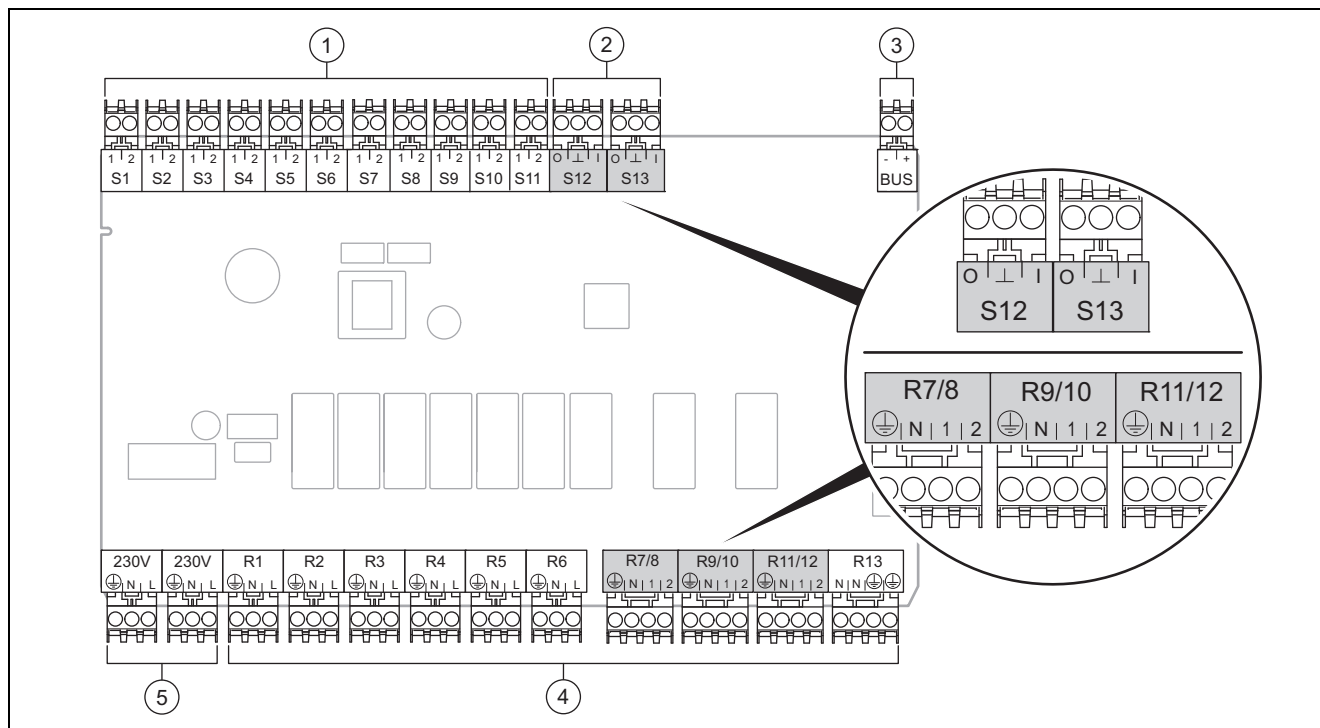 1 2 3
1 2 1 2 1 2 1 2 1 2 1 2 1 2 1 2 1 2 1 2 1 2 O ⊥ I O ⊥ I - +
S1 S2 S3 S4 S5 S6 S7 S8 S9 S10 S11 S12 S13 BUS
O ⊥ I O ⊥ I
S12 S13
R7/8 R9/10 R11/12
⏚ | N | 1 | 2 ⏚ | N | 1 | 2 ⏚ | N | 1 | 2
230V 230V R1 R2 R3 R4 R5 R6 R7/8 R9/10 R11/12 R13
⏚ N L ⏚ N L ⏚ N L ⏚ N L ⏚ N L ⏚ N L ⏚ N L ⏚ N L ⏚ | N | 1 | 2 ⏚ | N | 1 | 2 ⏚ | N | 1 | 2 N N ⏚ ⏚
5 4